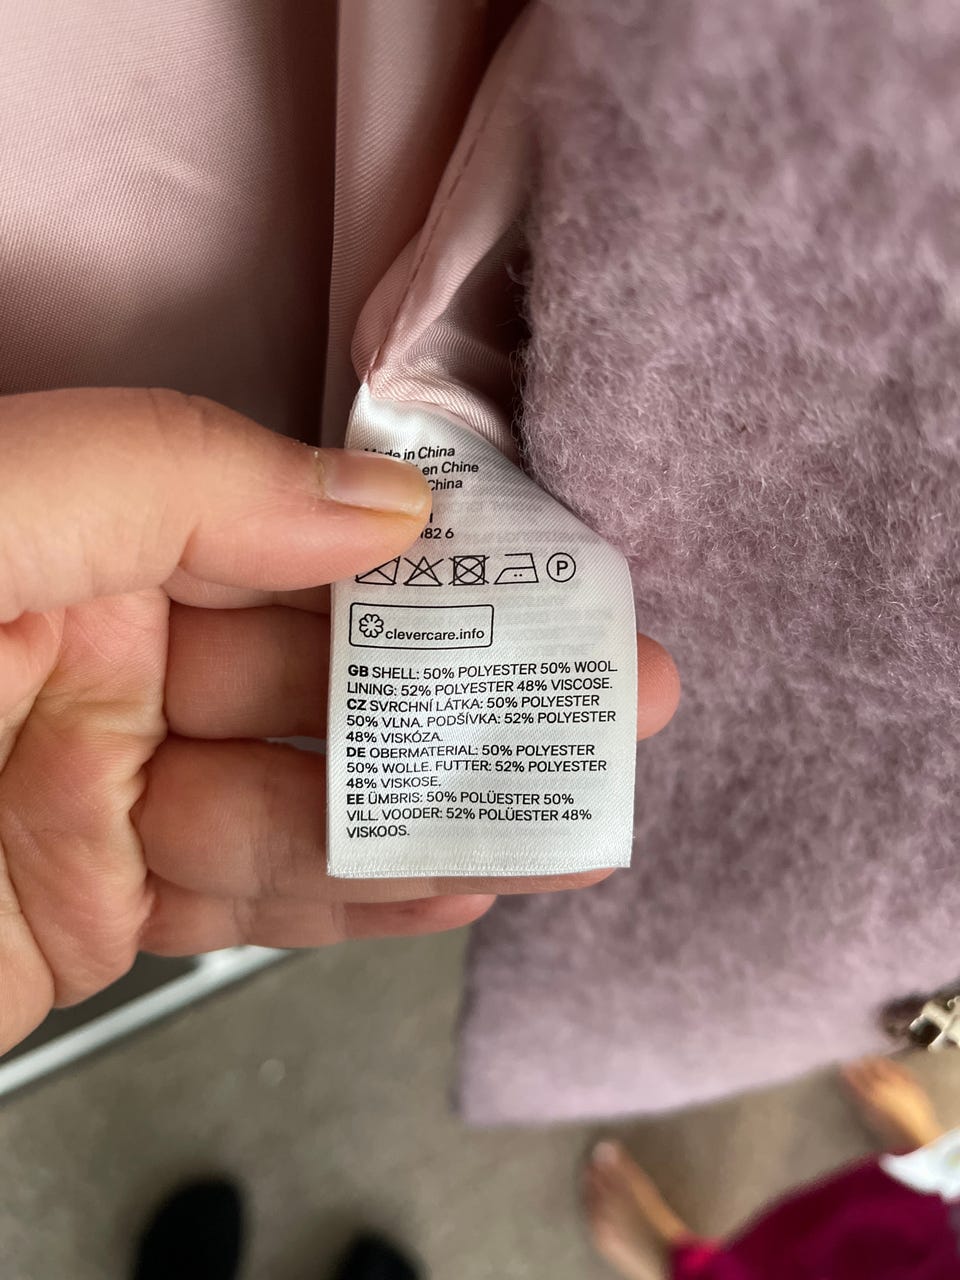 Made in China
en Chine
China
82 6
P
clevercare.info
GB SHELL: 50% POLYESTER 50% WOOL.
LINING: 52% POLYESTER 48% VISCOSE.
CZ SVRCHNÍ LÁTKA: 50% POLYESTER
50% VLNA. PODŠÍVKA: 52% POLYESTER
48% VISKÓZA.
DE OBERMATERIAL: 50% POLYESTER
50% WOLLE. FUTTER: 52% POLYESTER
48% VISKOSE.
EE ÜMBRIS: 50% POLÜESTER 50%
VILL. VOODER: 52% POLÜESTER 48%
VISKOOS.